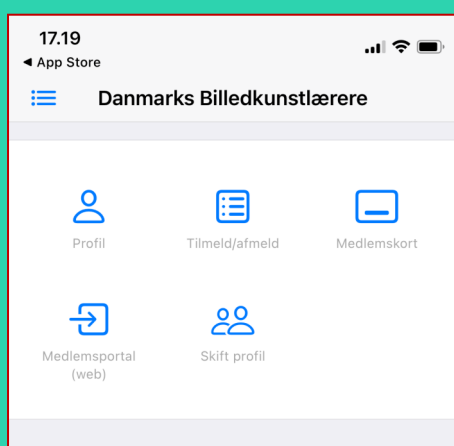 17.19
◀ App Store
Danmarks Billedkunstlærere
Profil
Tilmeld/afmeld
Medlemskort
Medlemsportal
(web)
Skift profil